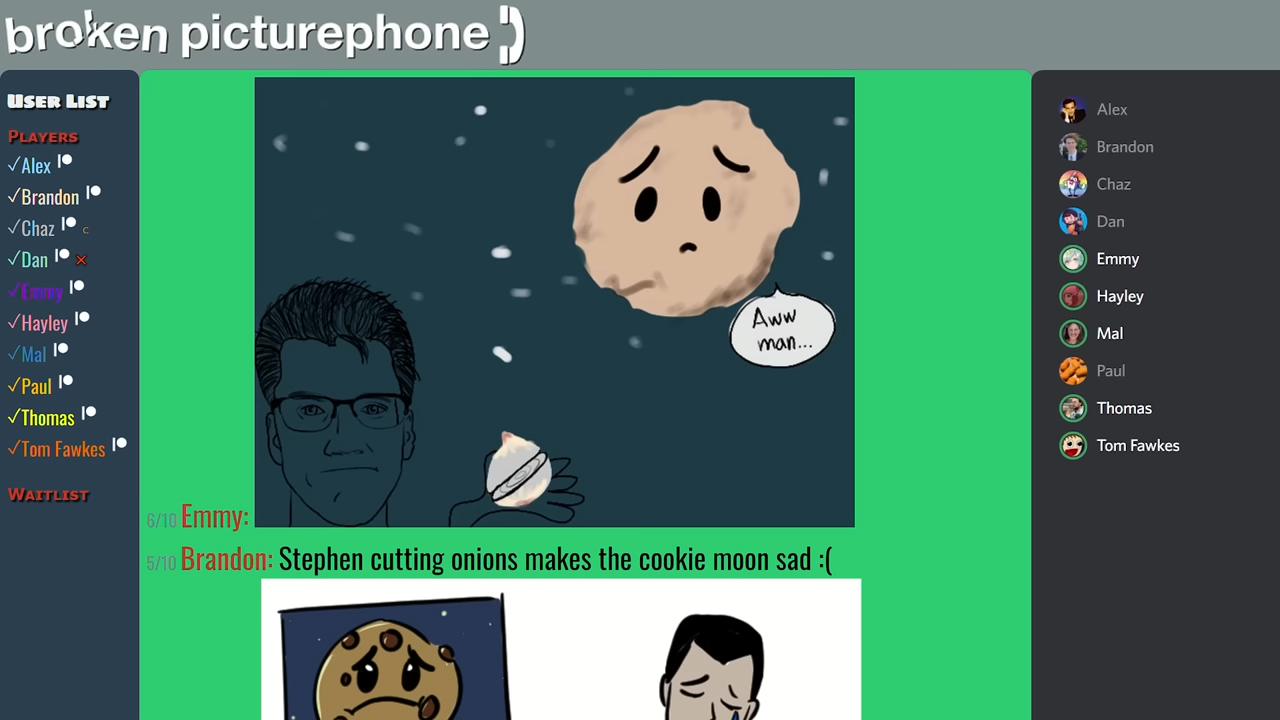 broken picturephone
User List
Players
✓Alex
✓Brandon
✓Chaz c
✓Dan ×
✓Emmy
✓Hayley
✓Mal
✓Paul
✓Thomas
✓Tom Fawkes
Waitlist
Aww
man...
6/10 Emmy:
5/10 Brandon: Stephen cutting onions makes the cookie moon sad :(
Alex
Brandon
Chaz
Dan
Emmy
Hayley
Mal
Paul
Thomas
Tom Fawkes